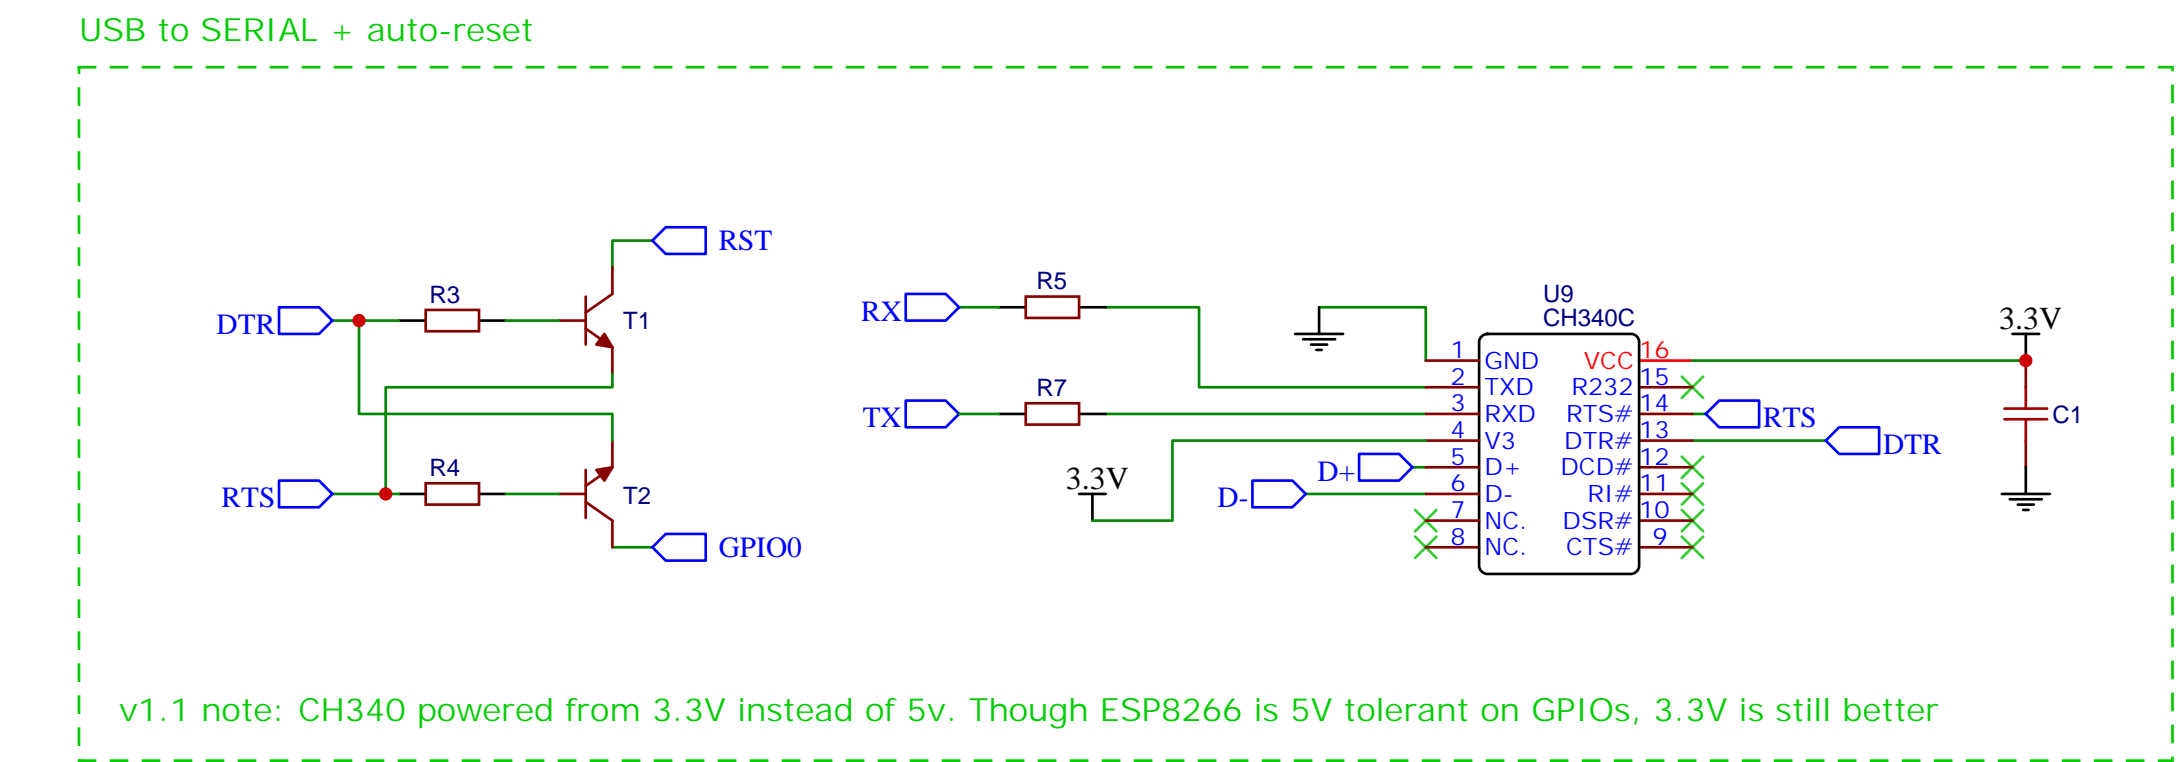 USB to SERIAL + auto-reset
RST
DTR
R3
T1
RTS
R4
T2
GPIO0
RX
R5
TX
R7
3.3V
D+
D-
U9
CH340C
1 GND
2 TXD
3 RXD
4 V3
5 D+
6 D-
7 NC.
8 NC.
VCC 16
R232 15
RTS# 14
DTR# 13
DCD# 12
RI# 11
DSR# 10
CTS# 9
RTS
DTR
3.3V
C1
v1.1 note: CH340 powered from 3.3V instead of 5v. Though ESP8266 is 5V tolerant on GPIOs, 3.3V is still better